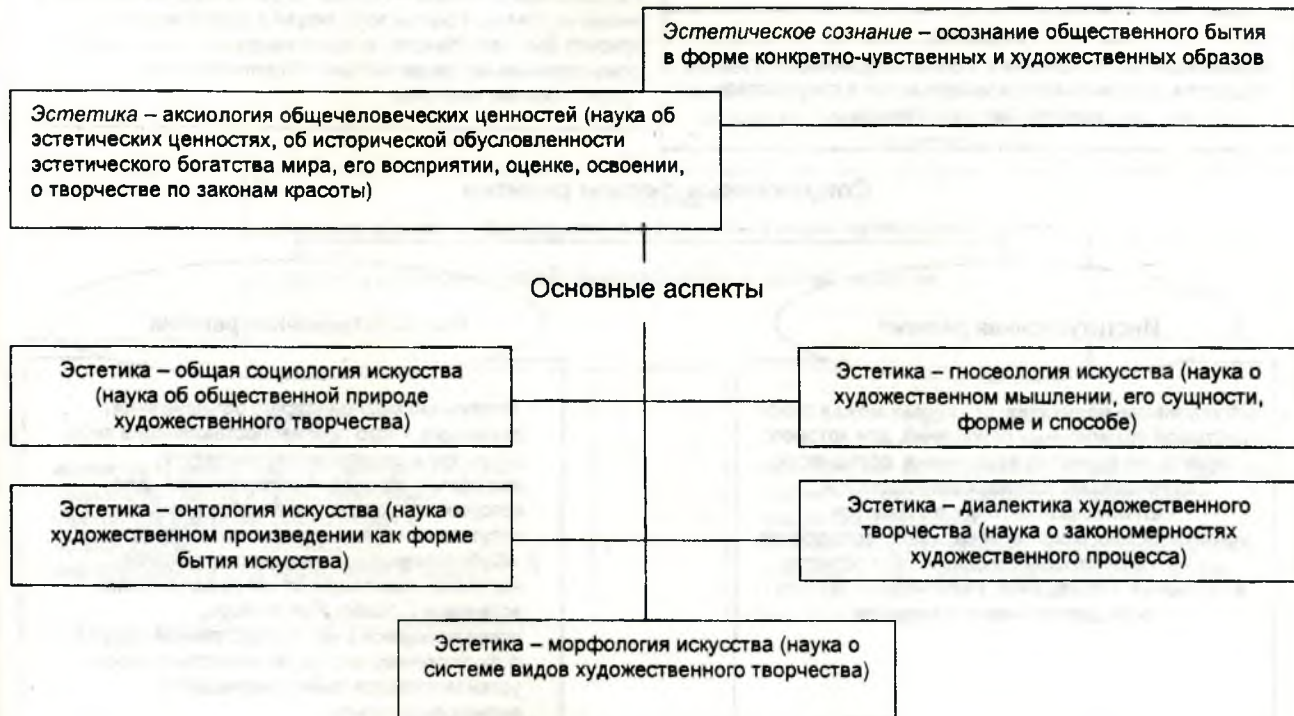 Эстетическое сознание – осознание общественного бытия
в форме конкретно-чувственных и художественных образов
Эстетика – аксиология общечеловеческих ценностей (наука об
эстетических ценностях, об исторической обусловленности
эстетического богатства мира, его восприятии, оценке, освоении,
о творчестве по законам красоты)
Основные аспекты
Эстетика – общая социология искусства
(наука об общественной природе
художественного творчества)
Эстетика – гносеология искусства (наука о
художественном мышлении, его сущности,
форме и способе)
Эстетика – онтология искусства (наука о
художественном произведении как форме
бытия искусства)
Эстетика – диалектика художественного
творчества (наука о закономерностях
художественного процесса)
Эстетика – морфология искусства (наука о
системе видов художественного творчества)